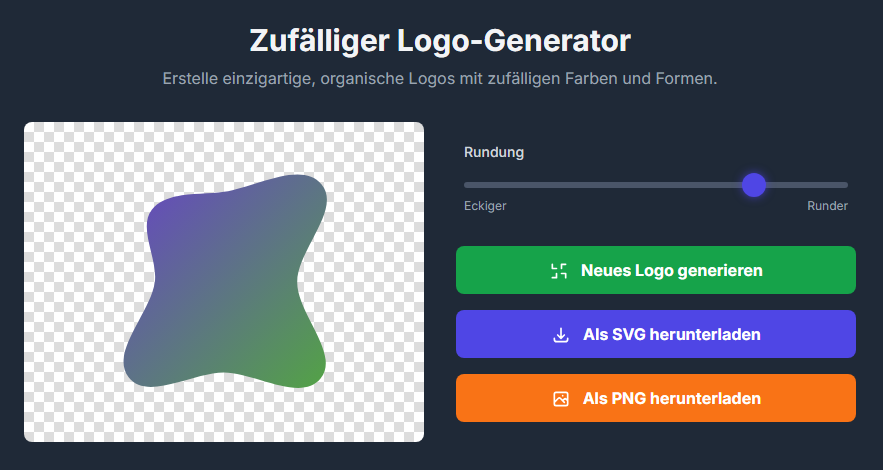 Zufälliger Logo-Generator
Erstelle einzigartige, organische Logos mit zufälligen Farben und Formen.
Rundung
Eckiger
Runder
Neues Logo generieren
Als SVG herunterladen
Als PNG herunterladen